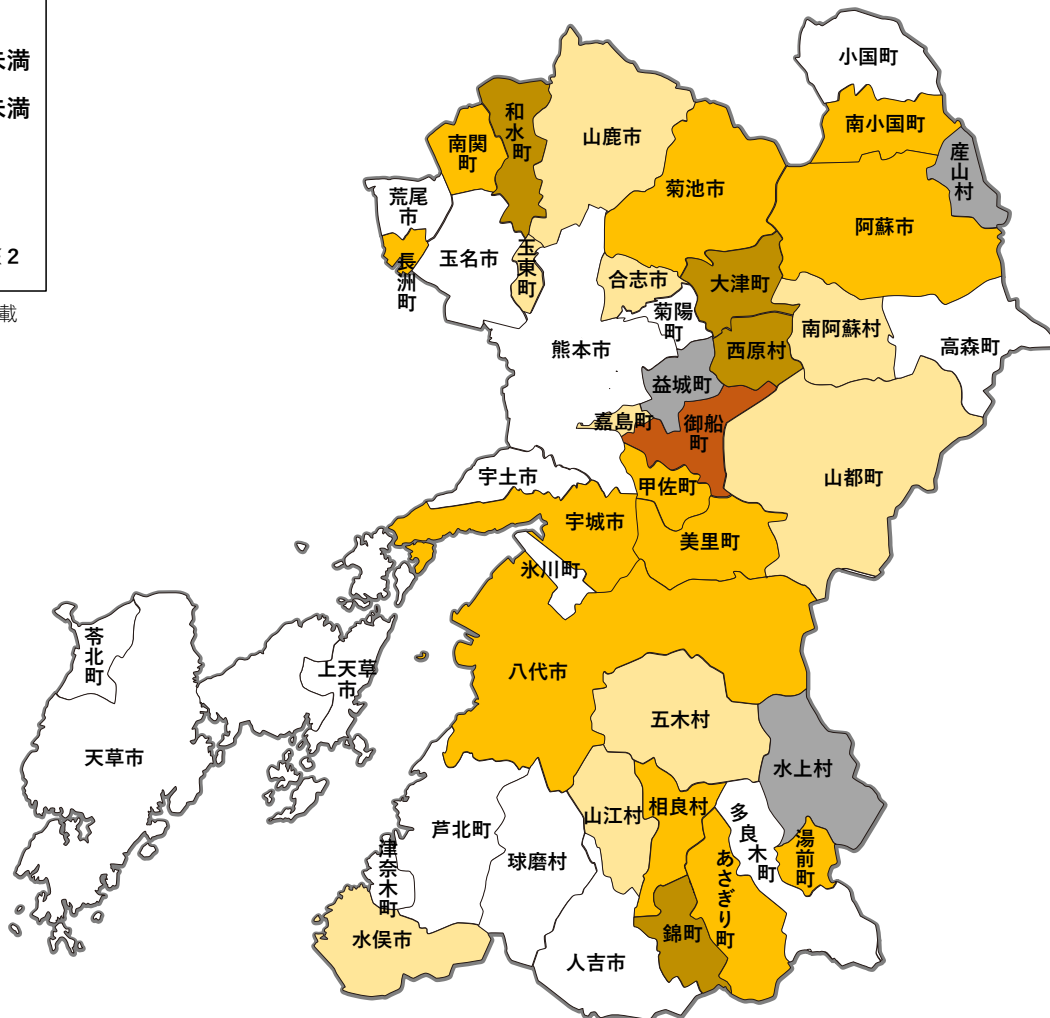 未満
未満
2
載
小国町
南小国町
産山村
和水町
山鹿市
南関町
菊池市
荒尾市
阿蘇市
玉名市
玉東町
長洲町
合志市
大津町
菊陽町
南阿蘇村
熊本市
西原村
高森町
益城町
嘉島町
御船町
宇土市
甲佐町
山都町
宇城市
美里町
氷川町
苓北町
上天草市
八代市
五木村
天草市
水上村
山江村
相良村
多良木町
芦北町
湯前町
津奈木町
球磨村
あさぎり町
水俣市
錦町
人吉市